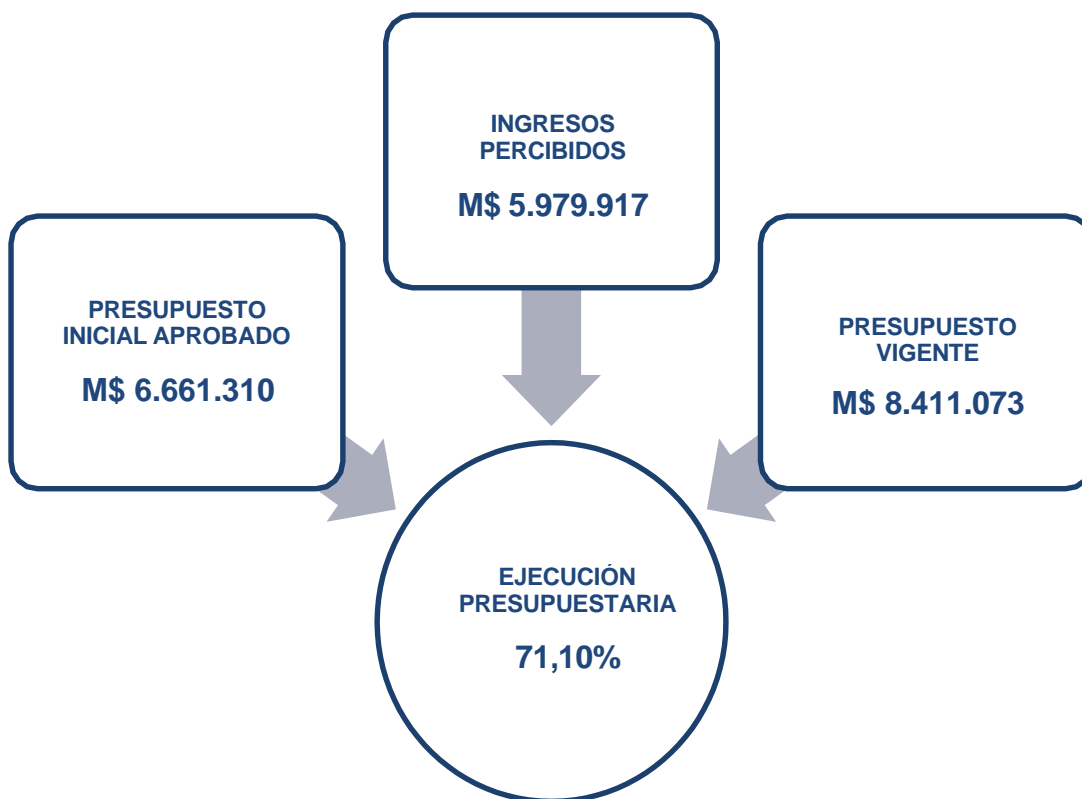 INGRESOS
PERCIBIDOS
M$ 5.979.917
PRESUPUESTO
INICIAL APROBADO
M$ 6.661.310
PRESUPUESTO
VIGENTE
M$ 8.411.073
EJECUCIÓN
PRESUPUESTARIA
71,10%